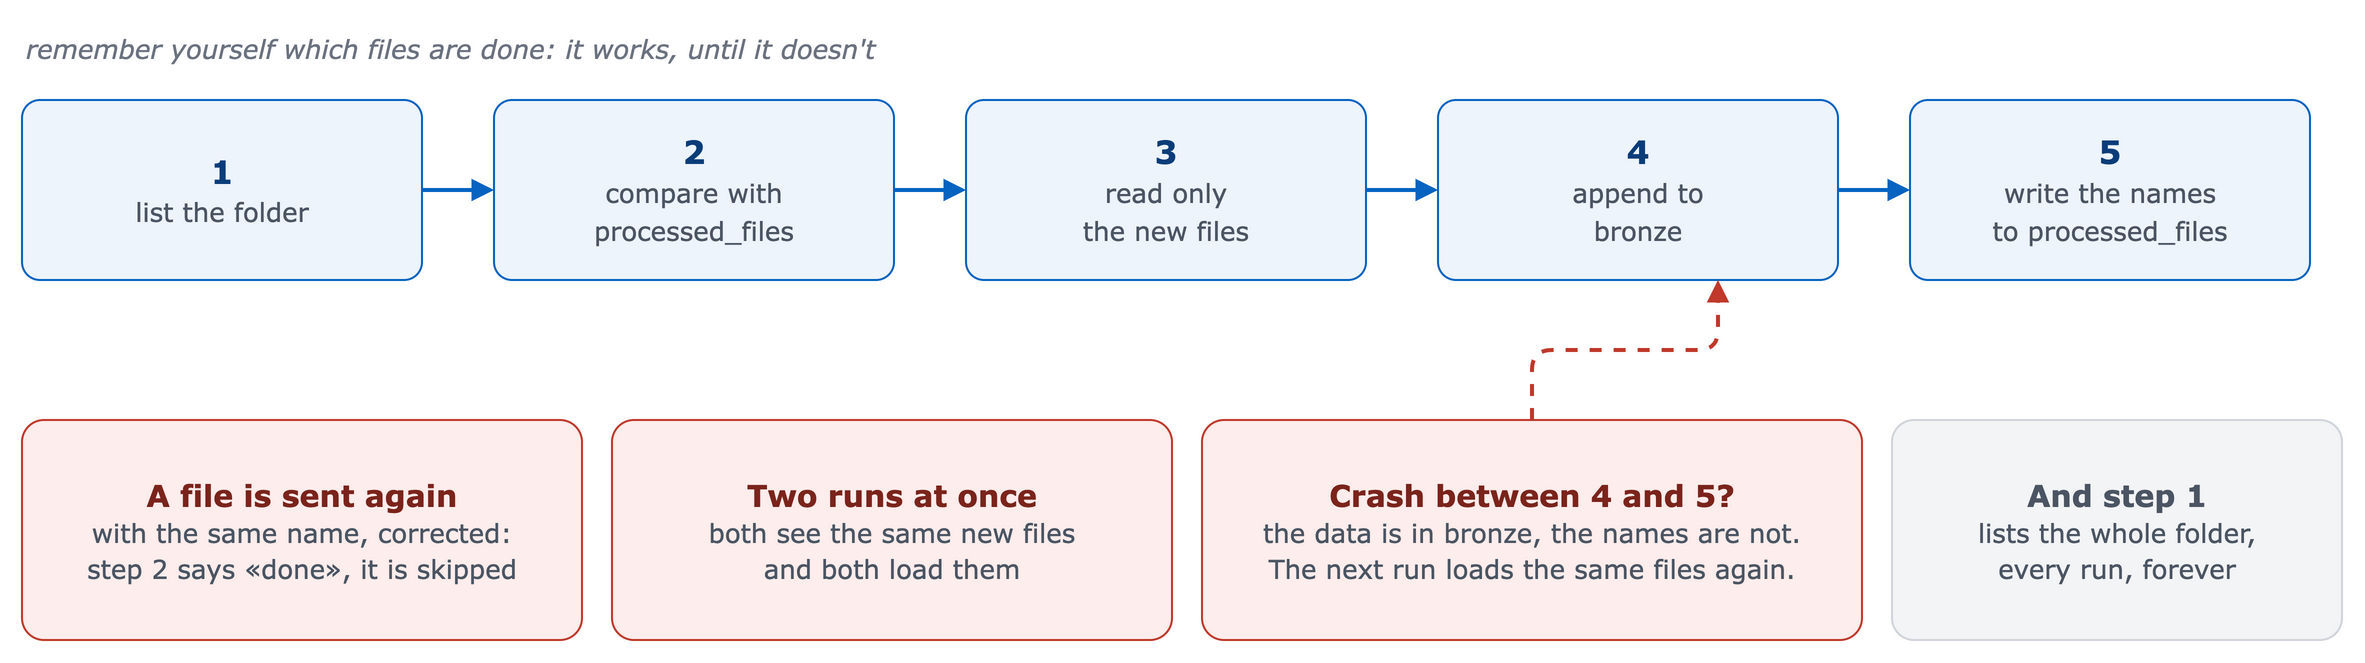 remember yourself which files are done: it works, until it doesn't
1
list the folder
2
compare with
processed_files
3
read only
the new files
4
append to
bronze
5
write the names
to processed_files
A file is sent again
with the same name, corrected:
step 2 says «done», it is skipped
Two runs at once
both see the same new files
and both load them
Crash between 4 and 5?
the data is in bronze, the names are not.
The next run loads the same files again.
And step 1
lists the whole folder,
every run, forever